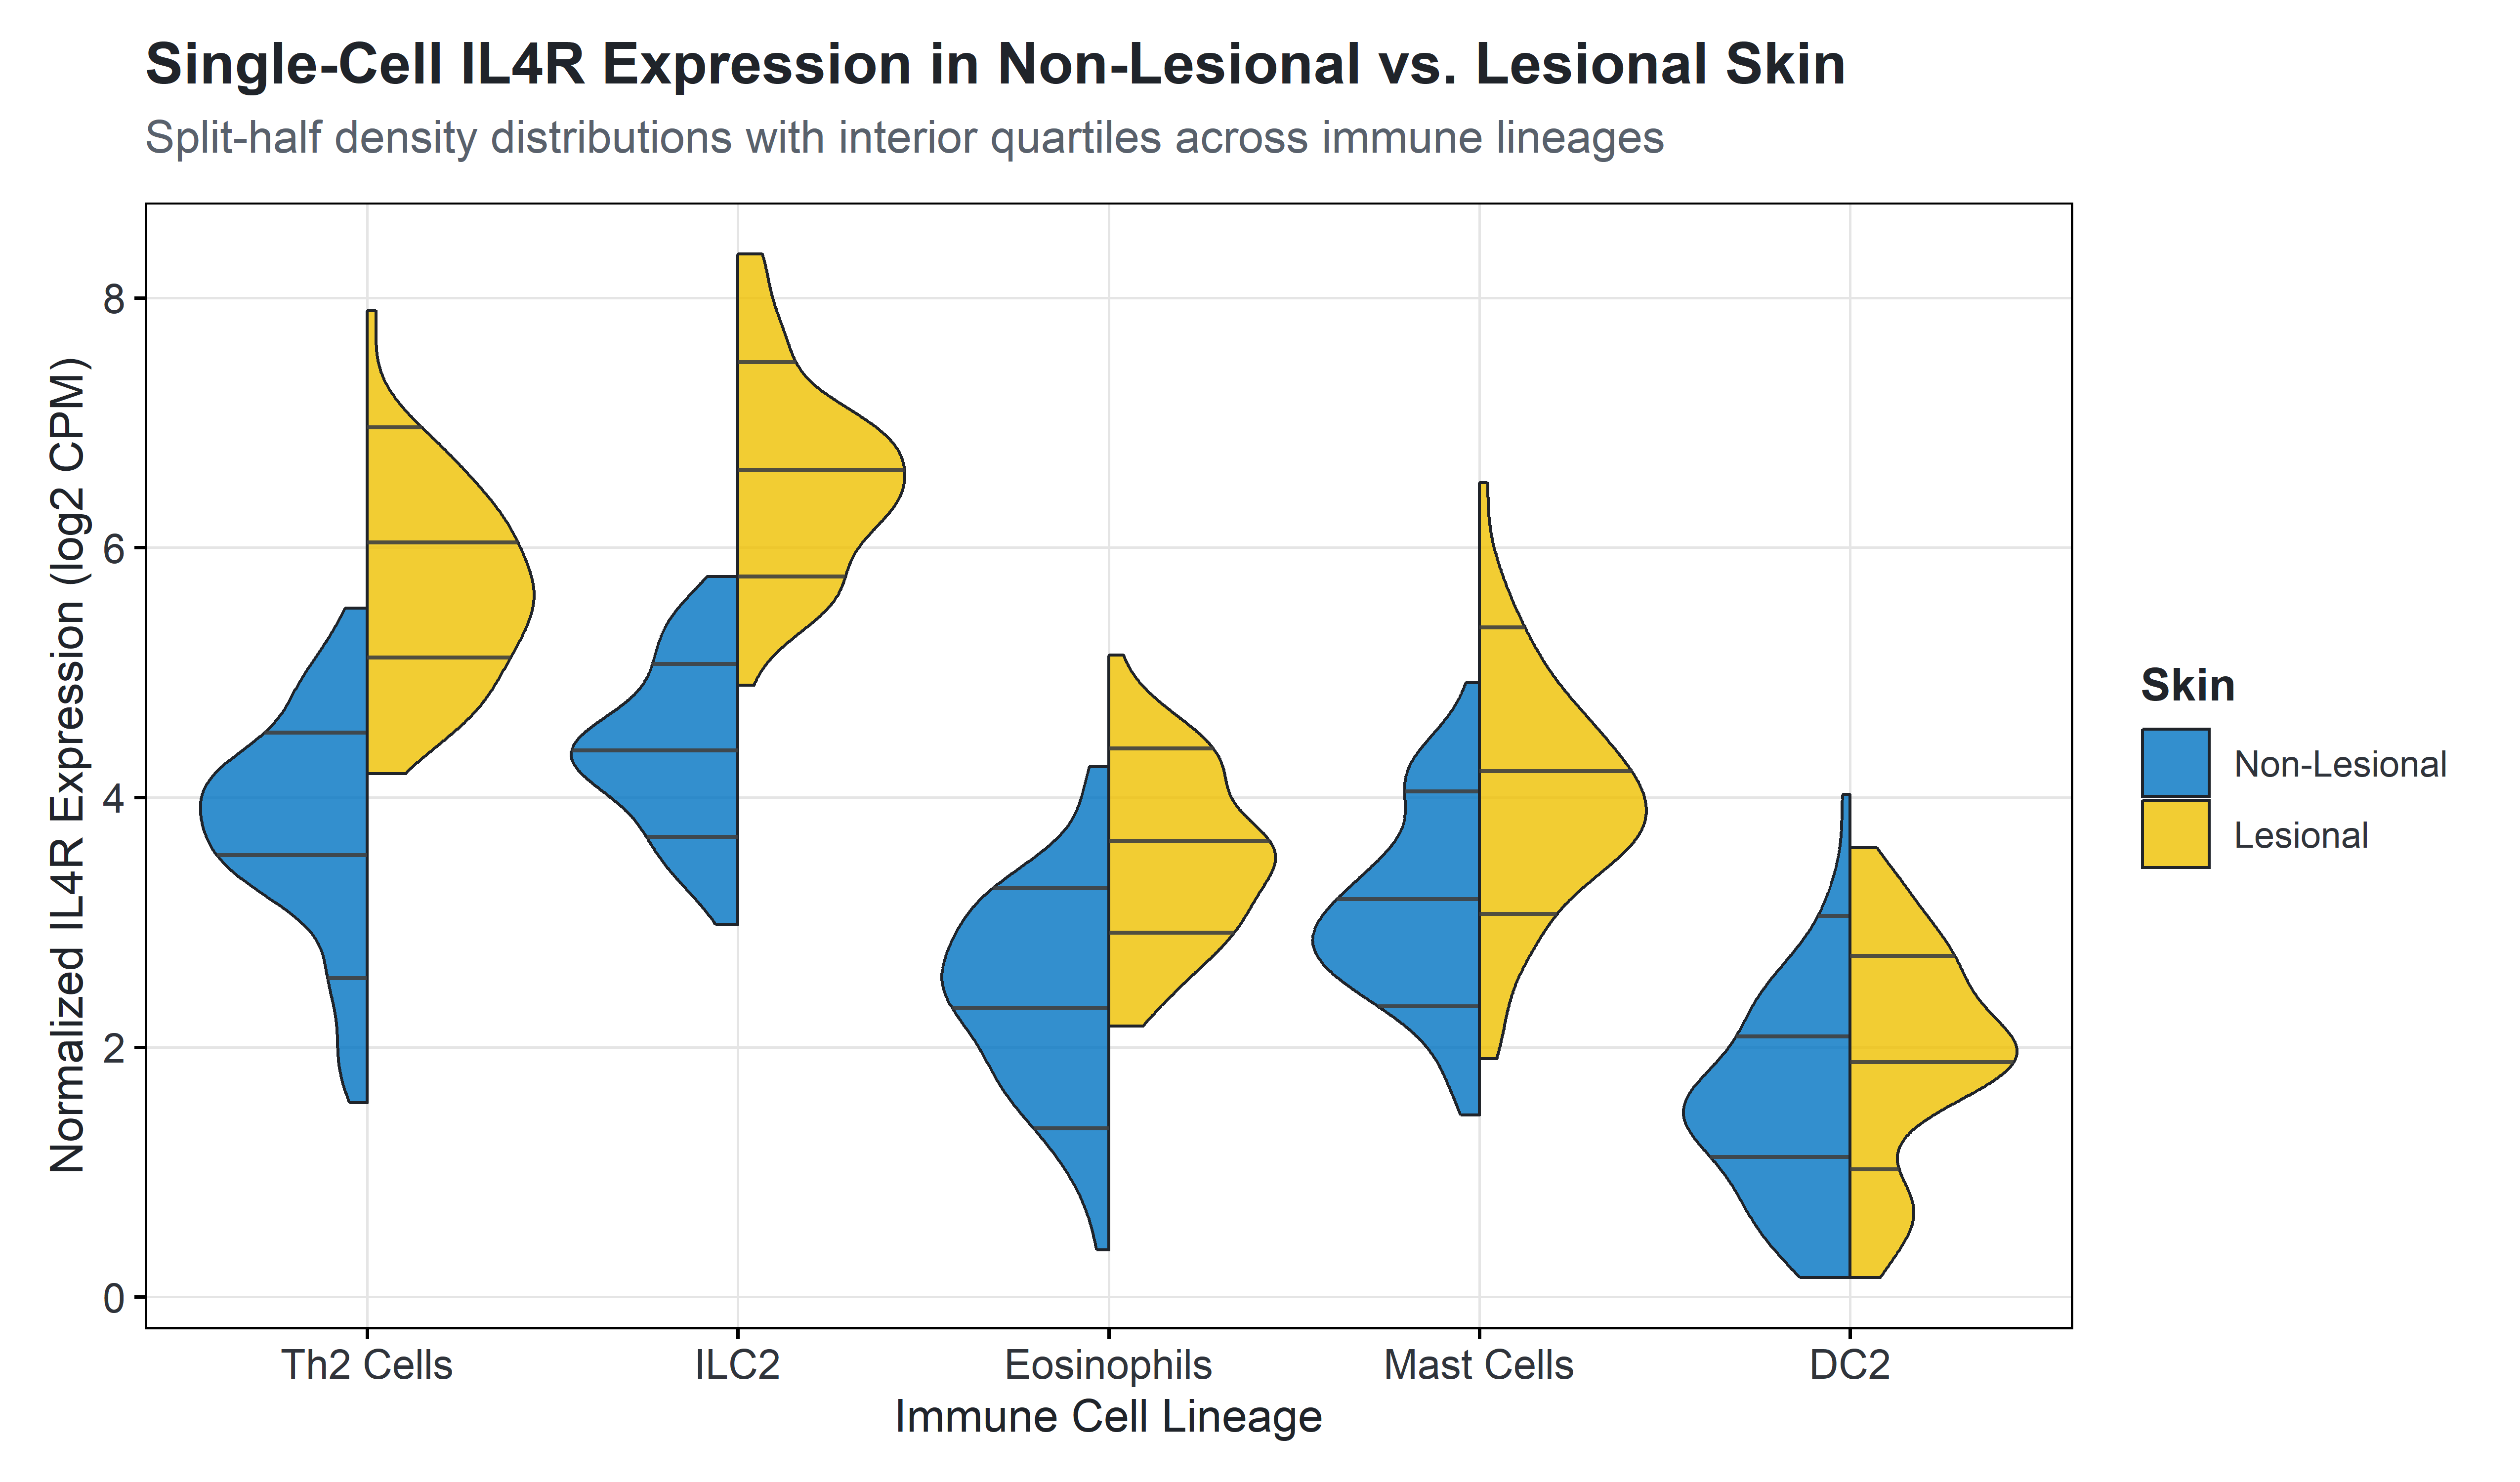 Single-Cell IL4R Expression in Non-Lesional vs. Lesional Skin
Split-half density distributions with interior quartiles across immune lineages
Normalized IL4R Expression (log2 CPM)
8
6
4
2
0
Th2 Cells
ILC2
Eosinophils
Mast Cells
DC2
Immune Cell Lineage
Skin
Non-Lesional
Lesional